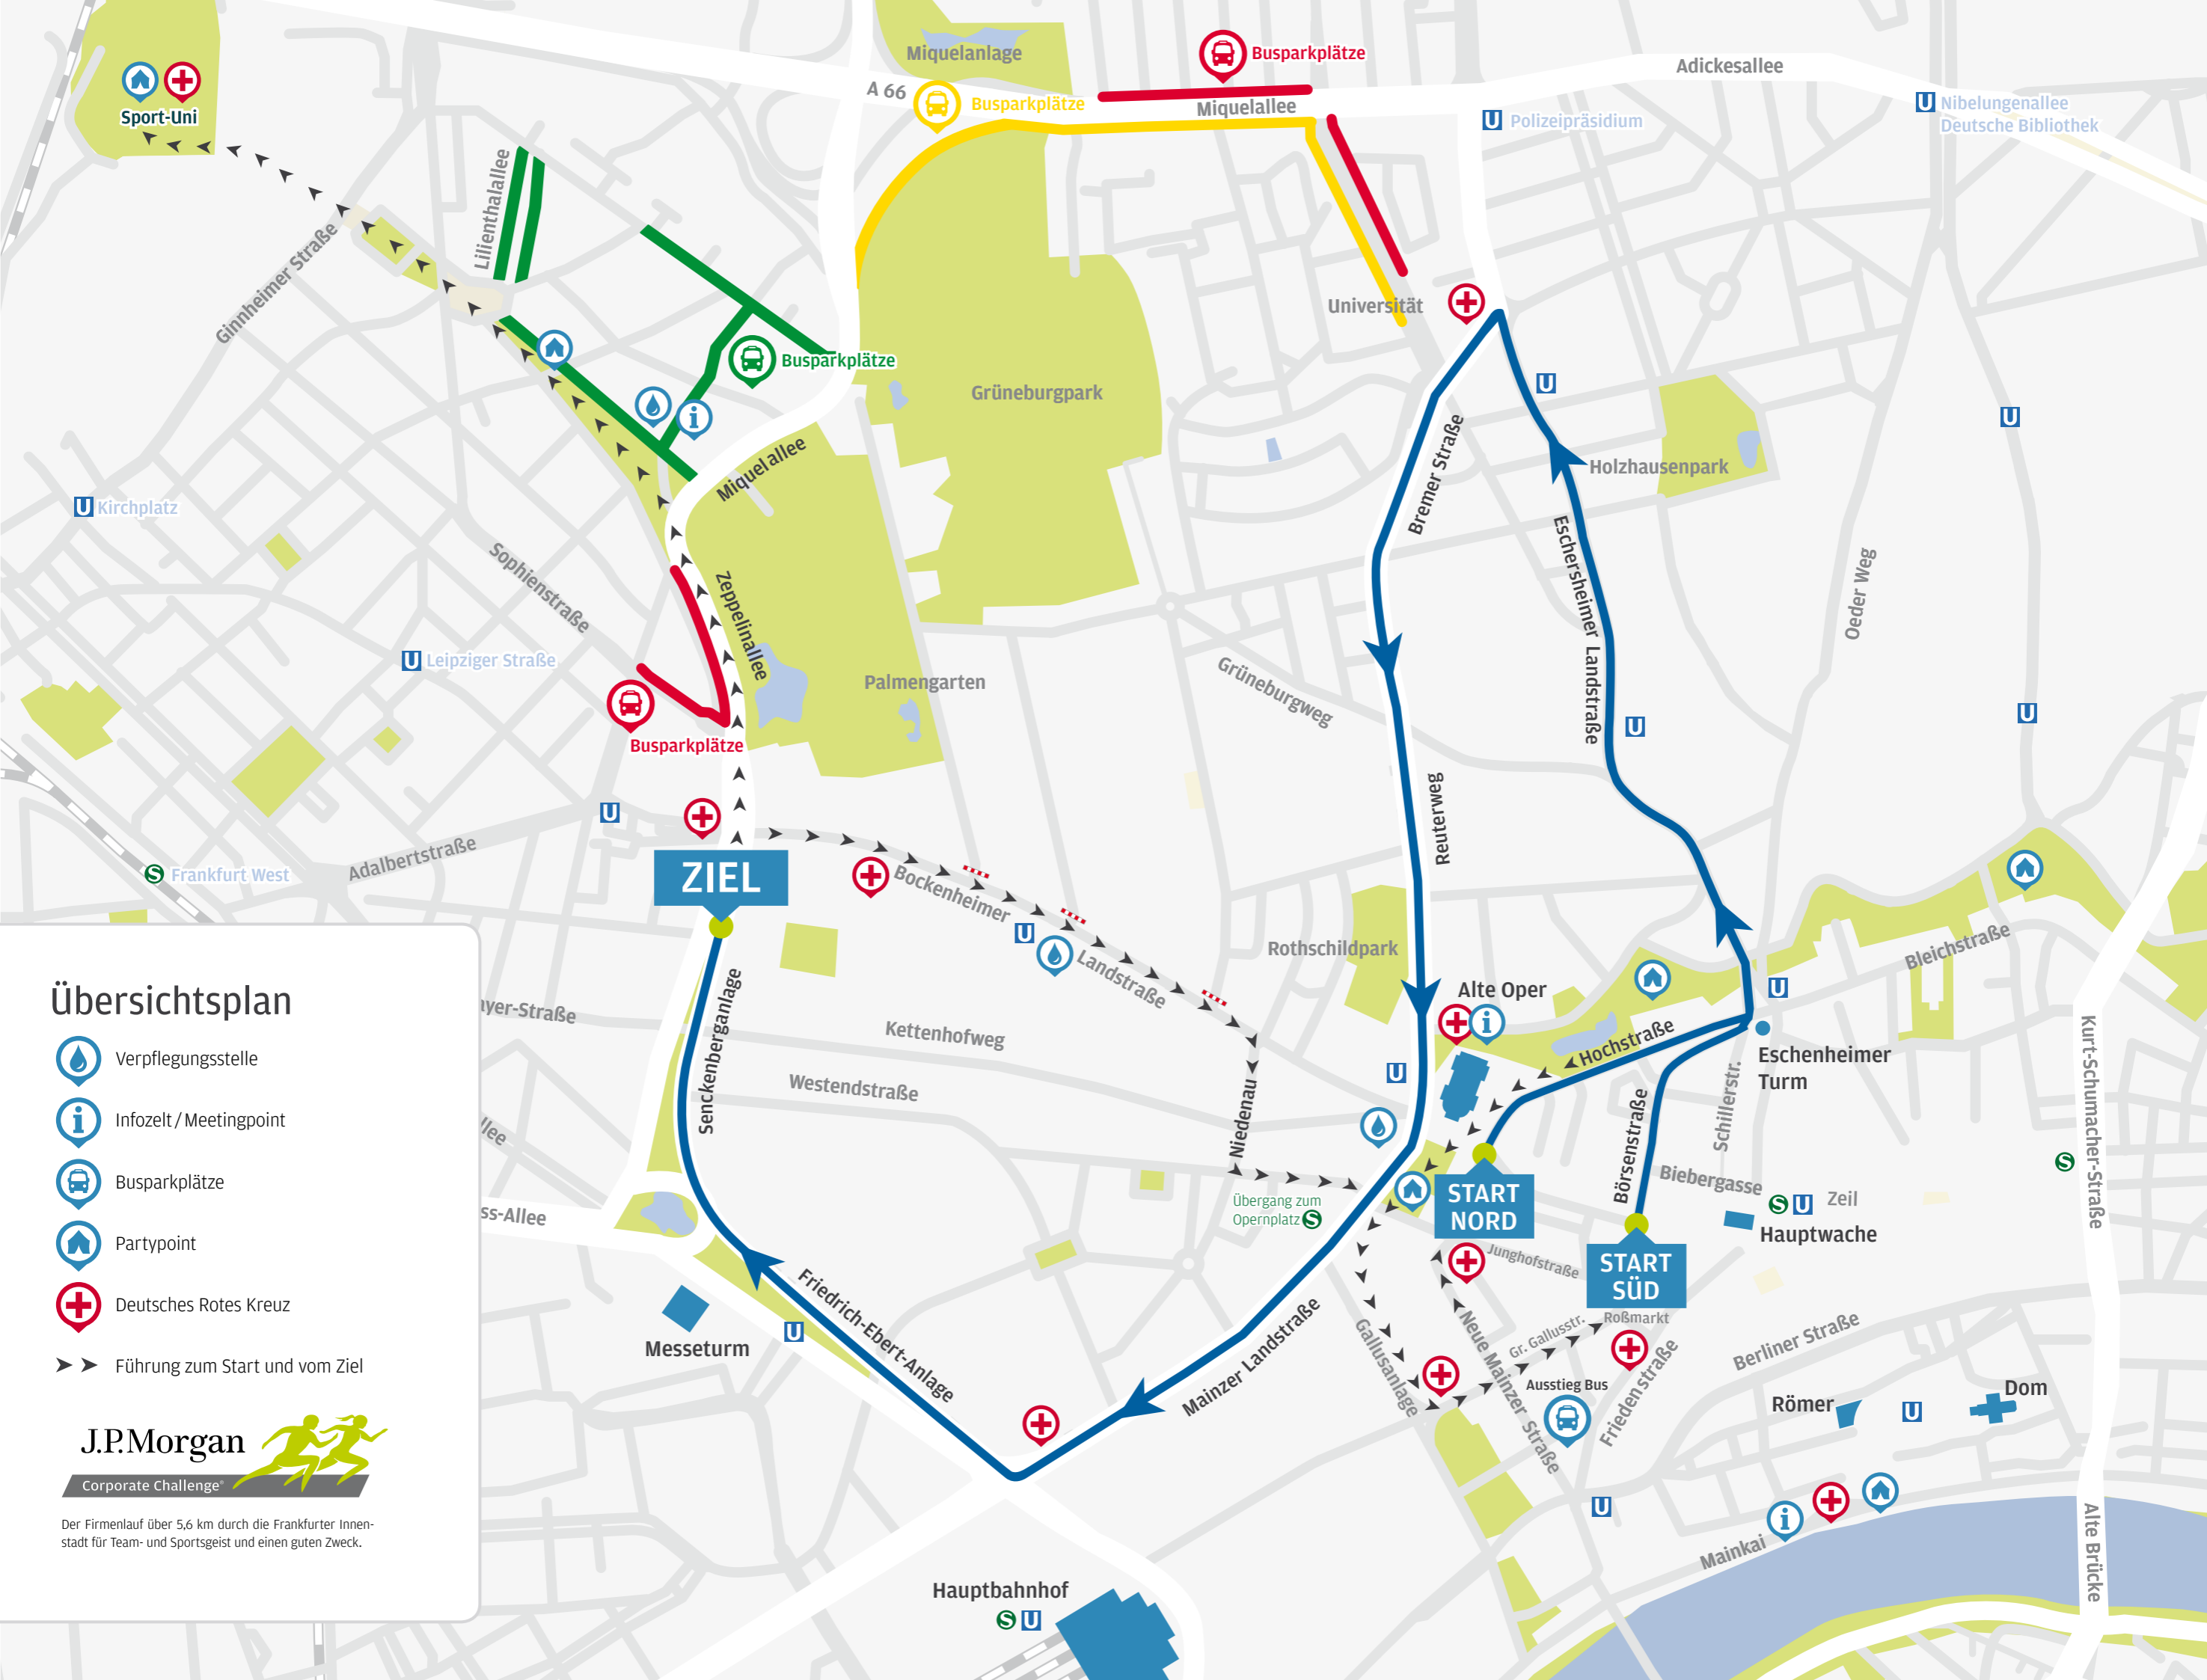 Miquelanlage
Busparkplätze
A 66
Busparkplätze
Miquelallee
Adickesallee
U Polizeipräsidium
U Nibelungenallee
Deutsche Bibliothek
Sport-Uni
Lilienthalallee
Ginnheimer Straße
Universität
U
U
Busparkplätze
Grüneburgpark
Bremer Straße
Holzhausenpark
Miquelallee
U Kirchplatz
Sophienstraße
Eschersheimer Landstraße
Oeder Weg
Zeppelinallee
U Leipziger Straße
Palmengarten
Grüneburgweg
U
U
Busparkplätze
Reuterweg
U
Adalbertstraße
S Frankfurt West
ZIEL
Bockenheimer Landstraße
U
Rothschildpark
Bleichstraße
Alte Oper
U
Hochstraße
Eschenheimer
Turm
Senckenberganlage
Kettenhofweg
Westendstraße
U
Niedenau
Börsenstraße
Schillerstr.
Biebergasse
Kurt-Schumacher-Straße
S
Übergang zum
Opernplatz S
START
NORD
S U Zeil
Hauptwache
Junghofstraße
START
SÜD
Roßmarkt
Gr. Gallusstr.
Neue Mainzer Straße
Gallusanlage
Friedenstraße
Berliner Straße
Ausstieg Bus
Römer
U
Dom
Messeturm
U
Friedrich-Ebert-Anlage
Mainzer Landstraße
U
Mainkai
Alte Brücke
Hauptbahnhof
S U
ayer-Straße
llee
ss-Allee
Übersichtsplan
Verpflegungsstelle
Infozelt / Meetingpoint
Busparkplätze
Partypoint
Deutsches Rotes Kreuz
Führung zum Start und vom Ziel
J.P.Morgan
Corporate Challenge®
Der Firmenlauf über 5,6 km durch die Frankfurter Innen-
stadt für Team- und Sportsgeist und einen guten Zweck.